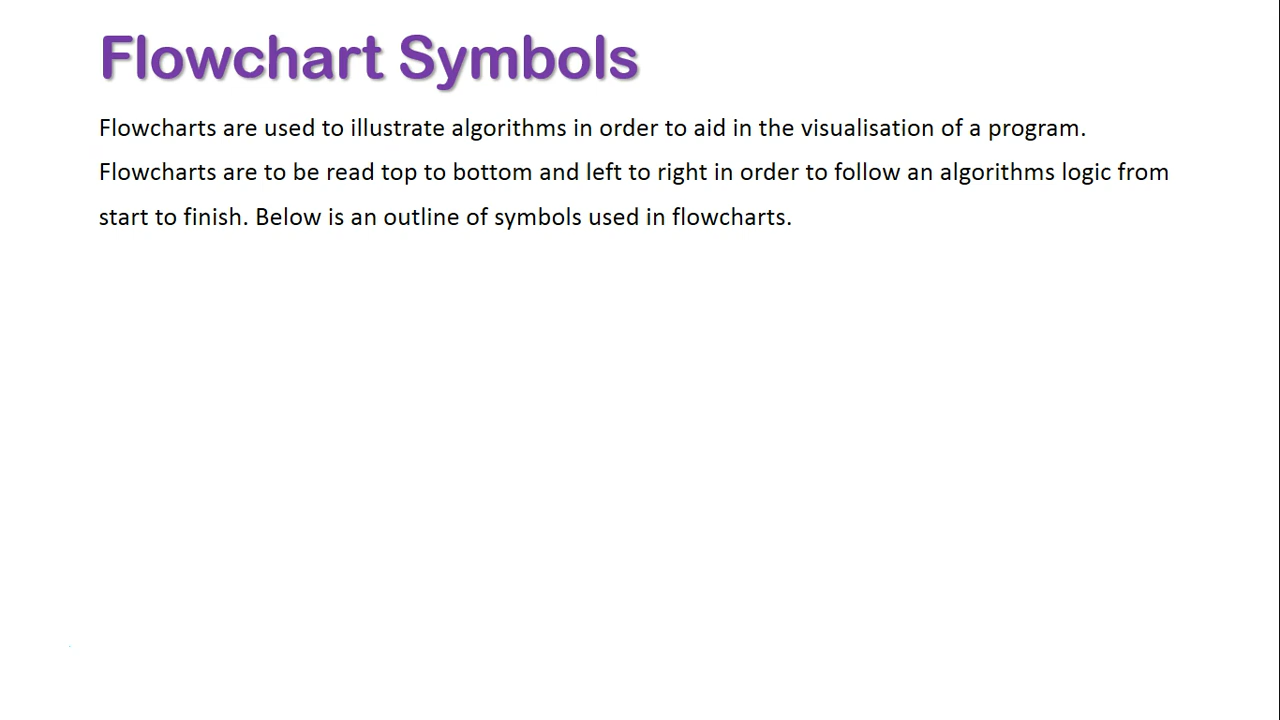 Flowchart Symbols
Flowcharts are used to illustrate algorithms in order to aid in the visualisation of a program.
Flowcharts are to be read top to bottom and left to right in order to follow an algorithms logic from
start to finish. Below is an outline of symbols used in flowcharts.